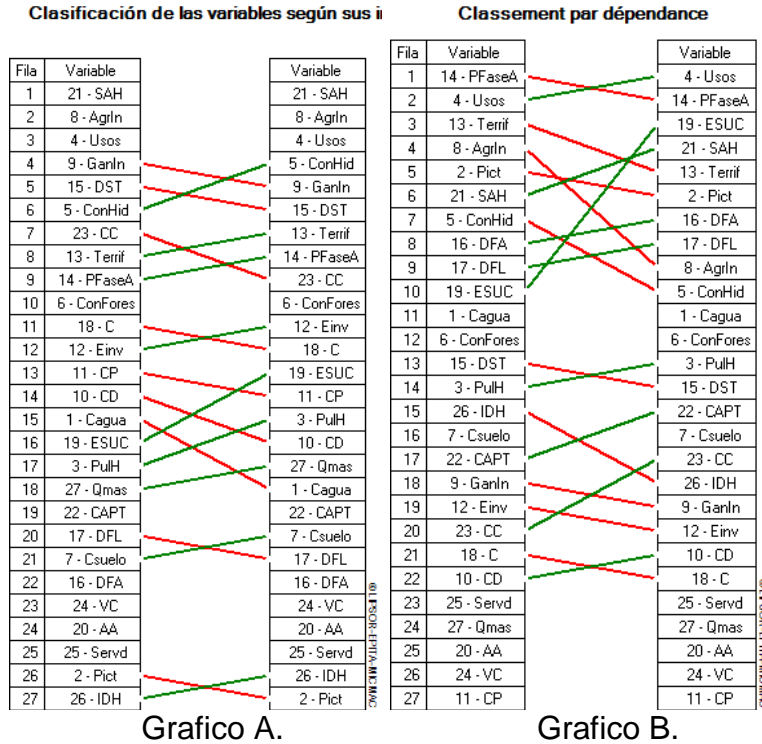 Clasificación de las variables según sus i
Fila Variable Variable
1 21 - SAH 21 - SAH
2 8 - AgrIn 8 - AgrIn
3 4 - Usos 4 - Usos
4 9 - GanIn 5 - ConHid
5 15 - DST 9 - GanIn
6 5 - ConHid 15 - DST
7 23 - CC 13 - Terrif
8 13 - Terrif 14 - PFaseA
9 14 - PFaseA 23 - CC
10 6 - ConFores 6 - ConFores
11 18 - C 12 - Einv
12 12 - Einv 18 - C
13 11 - CP 19 - ESUC
14 10 - CD 11 - CP
15 1 - Cagua 3 - PulH
16 19 - ESUC 10 - CD
17 3 - PulH 27 - Qmas
18 27 - Qmas 1 - Cagua
19 22 - CAPT 22 - CAPT
20 17 - DFL 7 - Csuelo
21 7 - Csuelo 17 - DFL
22 16 - DFA 16 - DFA
23 24 - VC 24 - VC
24 20 - AA 20 - AA
25 25 - Servd 25 - Servd
26 2 - Pict 26 - IDH
27 26 - IDH 2 - Pict
© LIPSOR-EPITA-MICMAC
Grafico A.
Classement par dépendance
Fila Variable Variable
1 14 - PFaseA 4 - Usos
2 4 - Usos 14 - PFaseA
3 13 - Terrif 19 - ESUC
4 8 - AgrIn 21 - SAH
5 2 - Pict 13 - Terrif
6 21 - SAH 2 - Pict
7 5 - ConHid 16 - DFA
8 16 - DFA 17 - DFL
9 17 - DFL 8 - AgrIn
10 19 - ESUC 5 - ConHid
11 1 - Cagua 1 - Cagua
12 6 - ConFores 6 - ConFores
13 15 - DST 3 - PulH
14 3 - PulH 15 - DST
15 26 - IDH 22 - CAPT
16 7 - Csuelo 7 - Csuelo
17 22 - CAPT 23 - CC
18 9 - GanIn 26 - IDH
19 12 - Einv 9 - GanIn
20 23 - CC 12 - Einv
21 18 - C 10 - CD
22 10 - CD 18 - C
23 25 - Servd 25 - Servd
24 27 - Qmas 27 - Qmas
25 20 - AA 20 - AA
26 24 - VC 24 - VC
27 11 - CP 11 - CP
Grafico B.